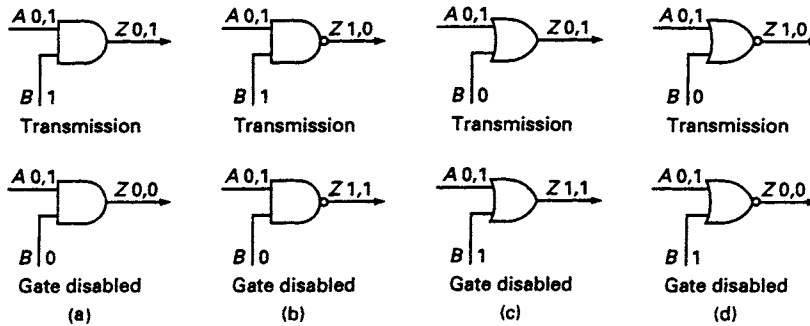 A 0,1 Z 0,1 A 0,1 Z 1,0 A 0,1 Z 0,1 A 0,1 Z 1,0
B 1 B 1 B 0 B 0
Transmission Transmission Transmission Transmission
A 0,1 Z 0,0 A 0,1 Z 1,1 A 0,1 Z 1,1 A 0,1 Z 0,0
B 0 B 0 B 1 B 1
Gate disabled Gate disabled Gate disabled Gate disabled
(a) (b) (c) (d)